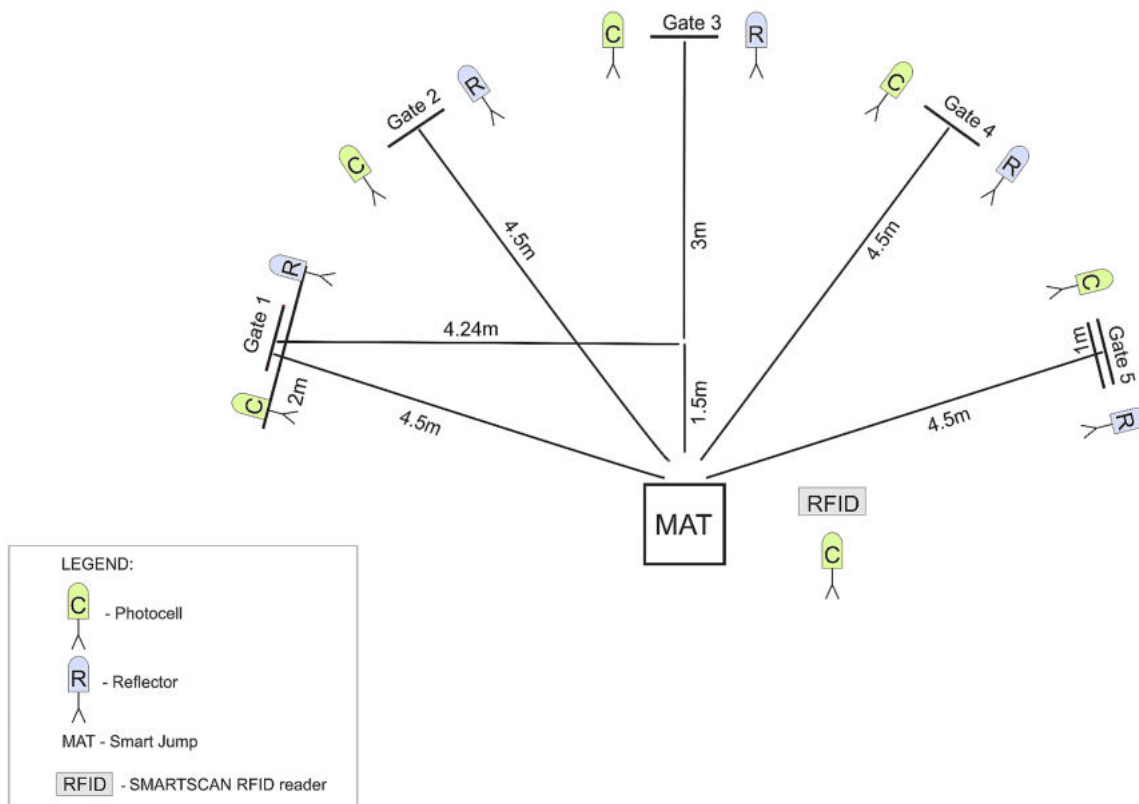 C
Gate 3
R
C
R
Gate 2
Gate 4
C
R
4.5m
3m
4.5m
R
C
Gate 1
4.24m
1m
Gate 5
C
2m
4.5m
1.5m
4.5m
R
MAT
RFID
C
LEGEND:
C - Photocell
R - Reflector
MAT - Smart Jump
RFID - SMARTSCAN RFID reader